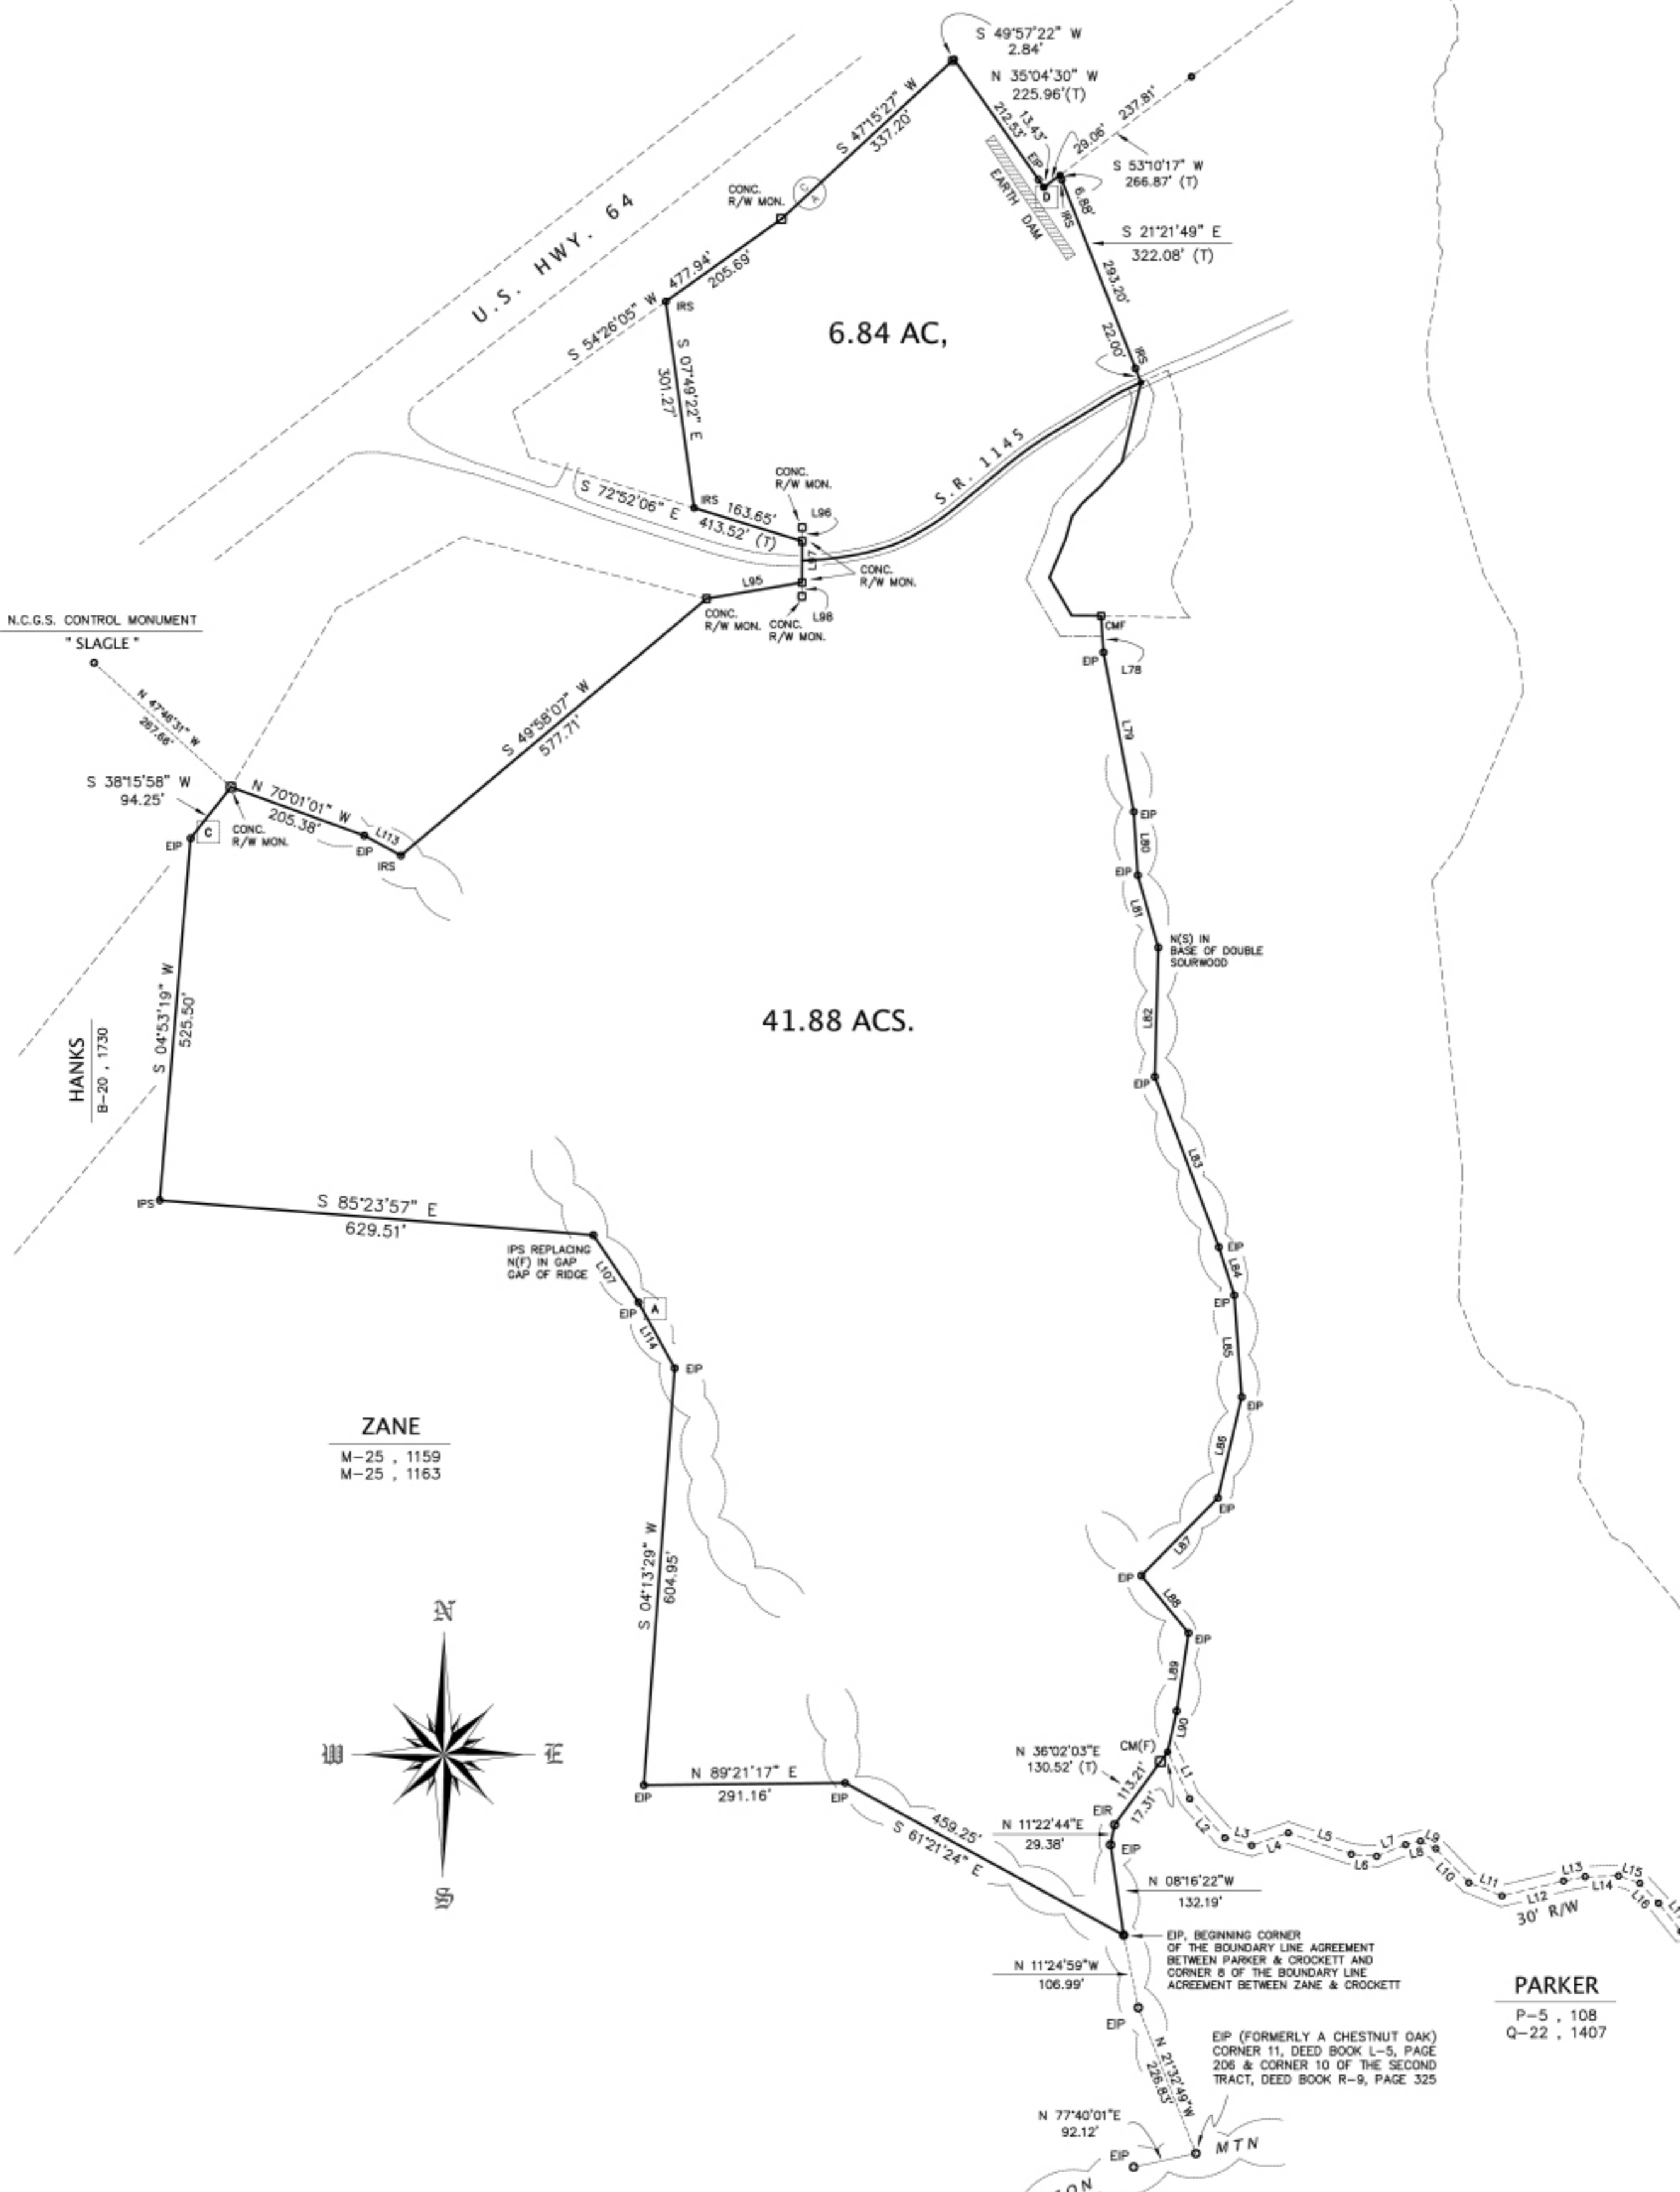 S 49°57'22" W
2.84'
N 35°04'30" W
225.96'(T)
212.53'
13.43'
29.06'
237.81'
S 53°10'17" W
266.87' (T)
EIP
D
6.88'
IRS
EARTH DAM
S 21°21'49" E
322.08' (T)
293.20'
22.00'
IRS
S 47°15'27" W
337.20'
CONC.
R/W MON.
C
A
U.S. HWY. 64
477.94'
205.69'
S 54°26'05" W
IRS
6.84 AC,
S 07°49'22" E
301.27'
S.R. 1145
CONC.
R/W MON.
L96
IRS
163.65'
S 72°52'06" E
413.52' (T)
L97
CONC.
R/W MON.
L95
L98
CONC.
R/W MON.
CONC.
R/W MON.
CMF
EIP
L78
N.C.G.S. CONTROL MONUMENT
" SLAGLE "
N 47°46'31" W
267.66'
S 49°58'07" W
577.71'
L79
S 38°15'58" W
94.25'
N 70°01'01" W
205.38'
C
CONC.
R/W MON.
EIP
EIP
L113
IRS
EIP
L80
EIP
L81
N(S) IN
BASE OF DOUBLE
SOURWOOD
41.88 ACS.
L82
HANKS
B-20 , 1730
S 04°53'19" W
525.50'
EIP
L83
IPS
S 85°23'57" E
629.51'
IPS REPLACING
N(F) IN GAP
GAP OF RIDGE
L107
EIP
A
L114
EIP
EIP
L84
EIP
L85
EIP
L86
EIP
ZANE
M-25 , 1159
M-25 , 1163
S 04°13'29" W
604.95'
L87
EIP
L88
EIP
L89
L90
N
W
E
S
CM(F)
N 36°02'03"E
130.52' (T)
113.21'
17.31'
L1
L2
L3
L4
L5
L6
L7
L8
L9
L10
L11
L12
L13
L14
L15
L16
30' R/W
N 89°21'17" E
291.16'
EIP
EIP
459.25'
S 61°21'24" E
EIR
N 11°22'44"E
29.38'
EIP
N 08°16'22"W
132.19'
EIP, BEGINNING CORNER
OF THE BOUNDARY LINE AGREEMENT
BETWEEN PARKER & CROCKETT AND
CORNER 8 OF THE BOUNDARY LINE
AGREEMENT BETWEEN ZANE & CROCKETT
N 11°24'59"W
106.99'
EIP
PARKER
P-5 , 108
Q-22 , 1407
N 21°32'49"W
226.83'
EIP (FORMERLY A CHESTNUT OAK)
CORNER 11, DEED BOOK L-5, PAGE
206 & CORNER 10 OF THE SECOND
TRACT, DEED BOOK R-9, PAGE 325
N 77°40'01"E
92.12'
EIP
MTN